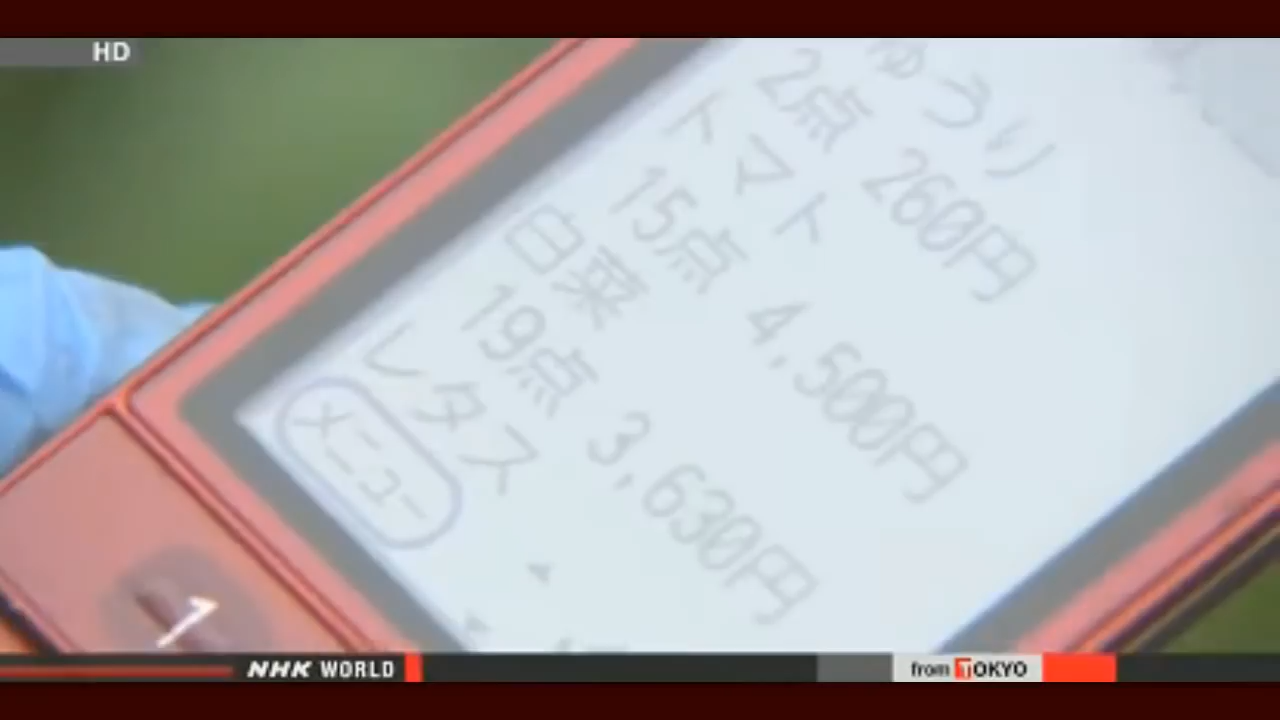 HD
ゅうり
2点 260円
トマト
15点 4,500円
白菜
19点 3,630円
レタス
メニュー
1
NHK WORLD
from TOKYO